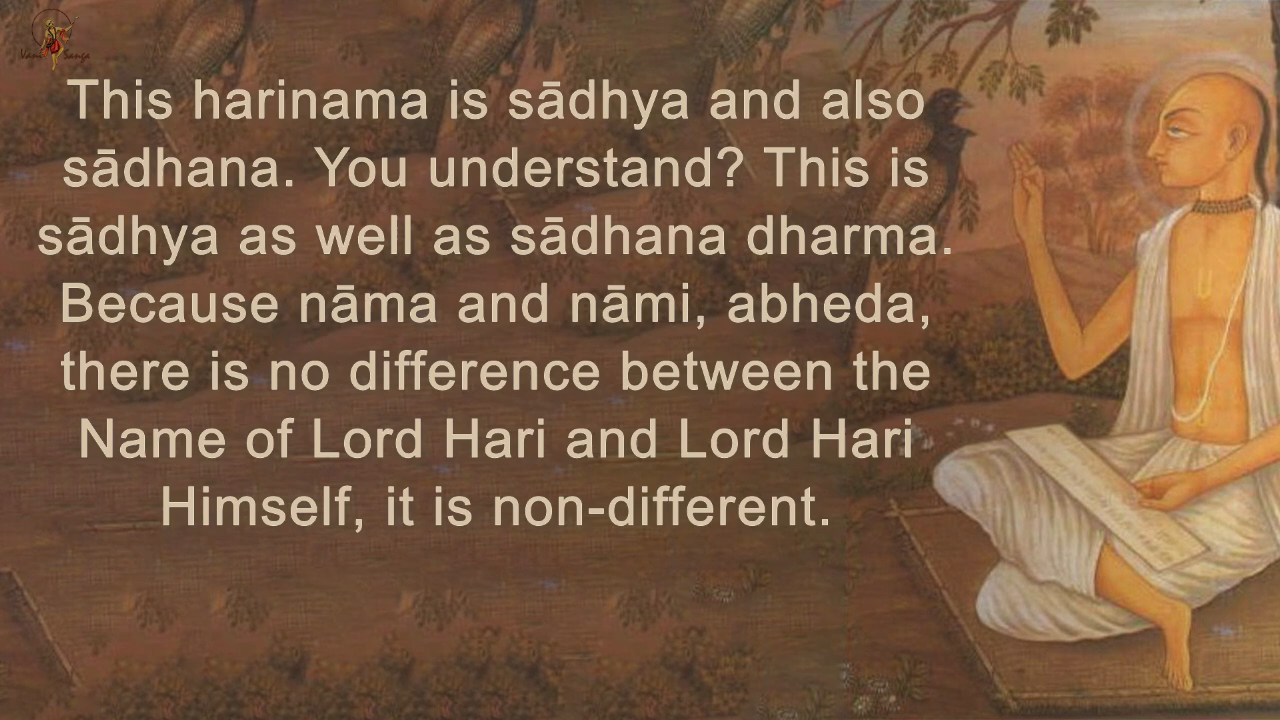 Vani Sanga
This harinama is sādhya and also
sādhana. You understand? This is
sādhya as well as sādhana dharma.
Because nāma and nāmi, abheda,
there is no difference between the
Name of Lord Hari and Lord Hari
Himself, it is non-different.